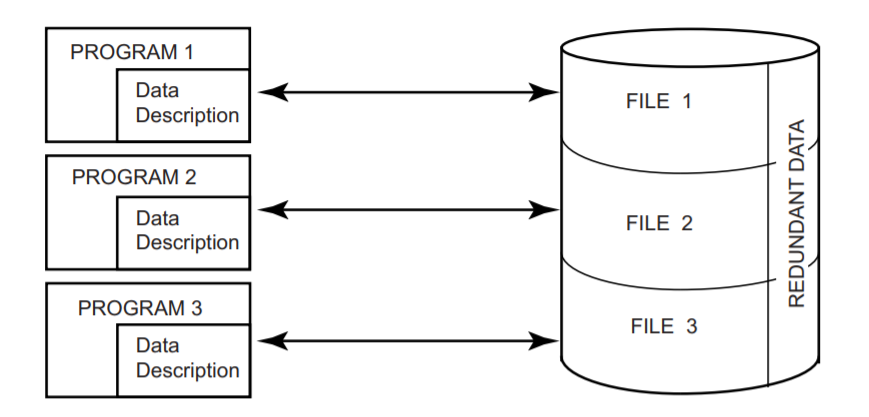 PROGRAM 1
Data
Description
FILE 1
PROGRAM 2
Data
Description
FILE 2
PROGRAM 3
Data
Description
FILE 3
REDUNDANT DATA